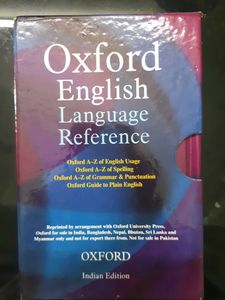 Oxford
English
Language
Reference
Oxford A–Z of English Usage
Oxford A–Z of Spelling
Oxford A–Z of Grammar & Punctuation
Oxford Guide to Plain English
Reprinted by arrangement with Oxford University Press,
Oxford for sale in India, Bangladesh, Nepal, Bhutan, Sri Lanka and
Myanmar only and not for export there from. Not for sale in Pakistan
OXFORD
Indian Edition